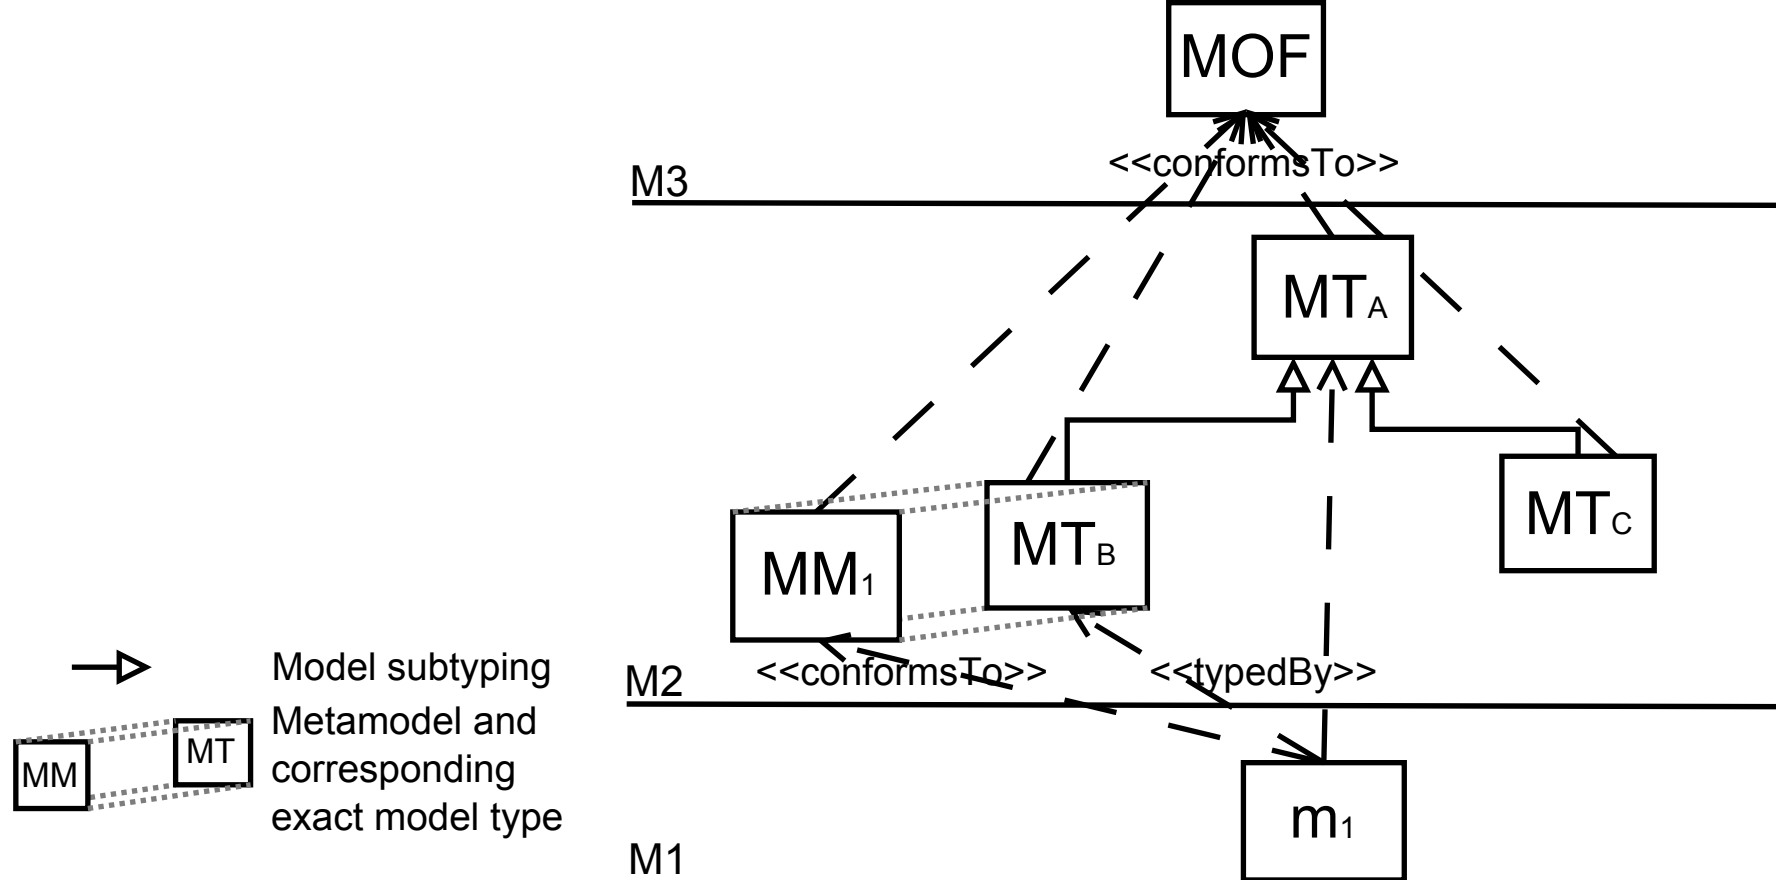 MOF
<<conformsTo>>
M3
MTA
MTB
MTC
MM1
<<conformsTo>>
<<typedBy>>
M2
Model subtyping
MM
MT
Metamodel and
corresponding
exact model type
m1
M1